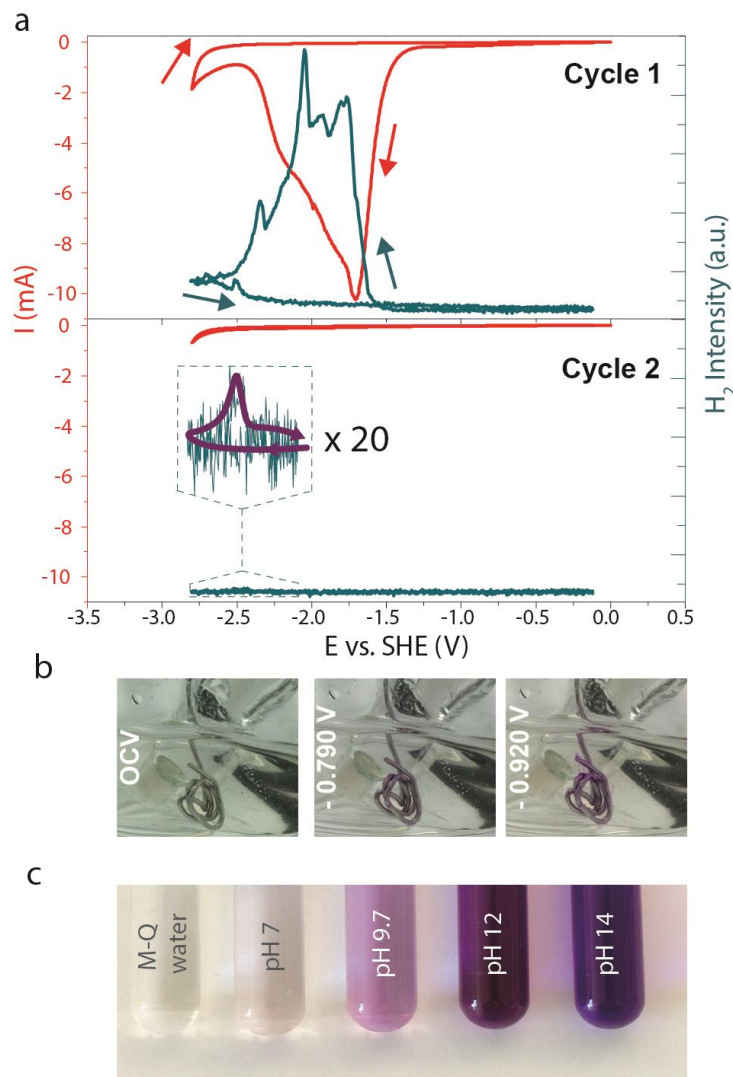 a
0
-2
-4
-6
-8
-10
I (mA)
Cycle 1
H₂ Intensity (a.u.)
0
-2
-4
-6
-8
-10
Cycle 2
x 20
-3.5 -3.0 -2.5 -2.0 -1.5 -1.0 -0.5 0.0 0.5
E vs. SHE (V)
b
OCV
- 0.790 V
- 0.920 V
c
M-Q
water
pH 7
pH 9.7
pH 12
pH 14